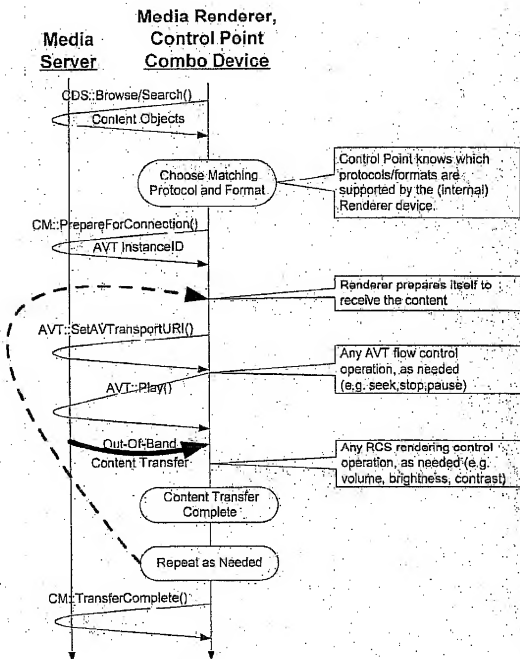 Media
Server
Media Renderer,
Control Point
Combo Device
CDS::Browse/Search()
Content Objects
Choose Matching
Protocol and Format
Control Point knows which
protocols/formats are
supported by the (internal)
Renderer device.
CM::PrepareForConnection()
AVT InstanceID
Renderer prepares itself to
receive the content
AVT::SetAVTransportURI()
Any AVT flow control
operation, as needed
(e.g. seek,stop,pause)
AVT::Play()
Out-Of-Band
Content Transfer
Any RCS rendering control
operation, as needed (e.g.
volume, brightness, contrast)
Content Transfer
Complete
Repeat as Needed
CM::TransferComplete()